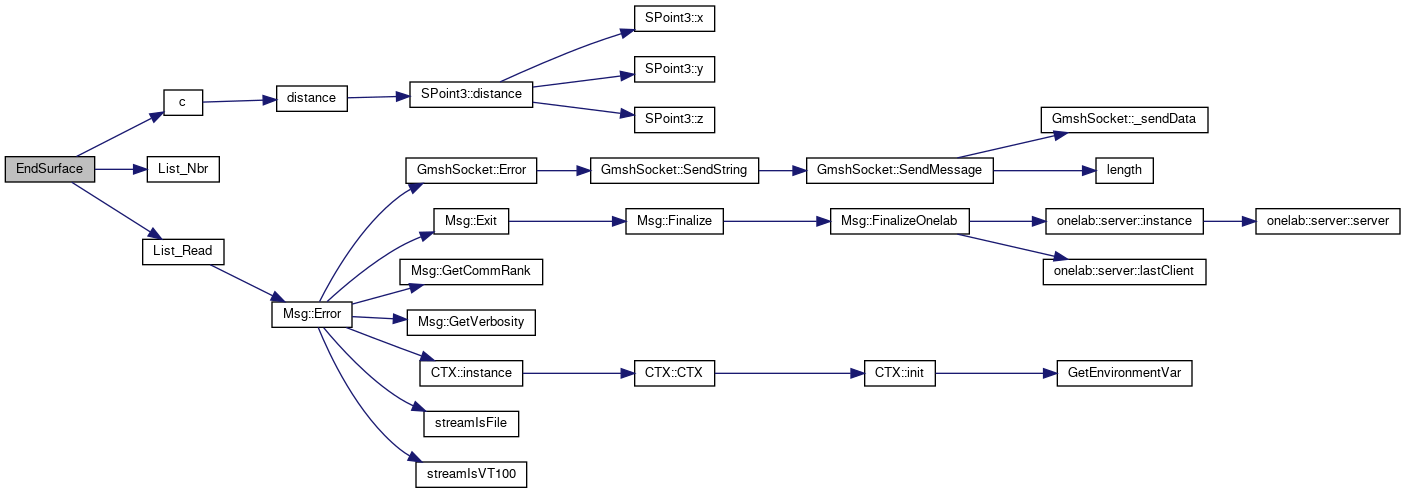 EndSurface
c
List_Nbr
List_Read
distance
SPoint3::distance
SPoint3::x
SPoint3::y
SPoint3::z
Msg::Error
GmshSocket::Error
GmshSocket::SendString
GmshSocket::SendMessage
GmshSocket::_sendData
length
Msg::Exit
Msg::Finalize
Msg::FinalizeOnelab
onelab::server::instance
onelab::server::server
onelab::server::lastClient
Msg::GetCommRank
Msg::GetVerbosity
CTX::instance
CTX::CTX
CTX::init
GetEnvironmentVar
streamIsFile
streamIsVT100